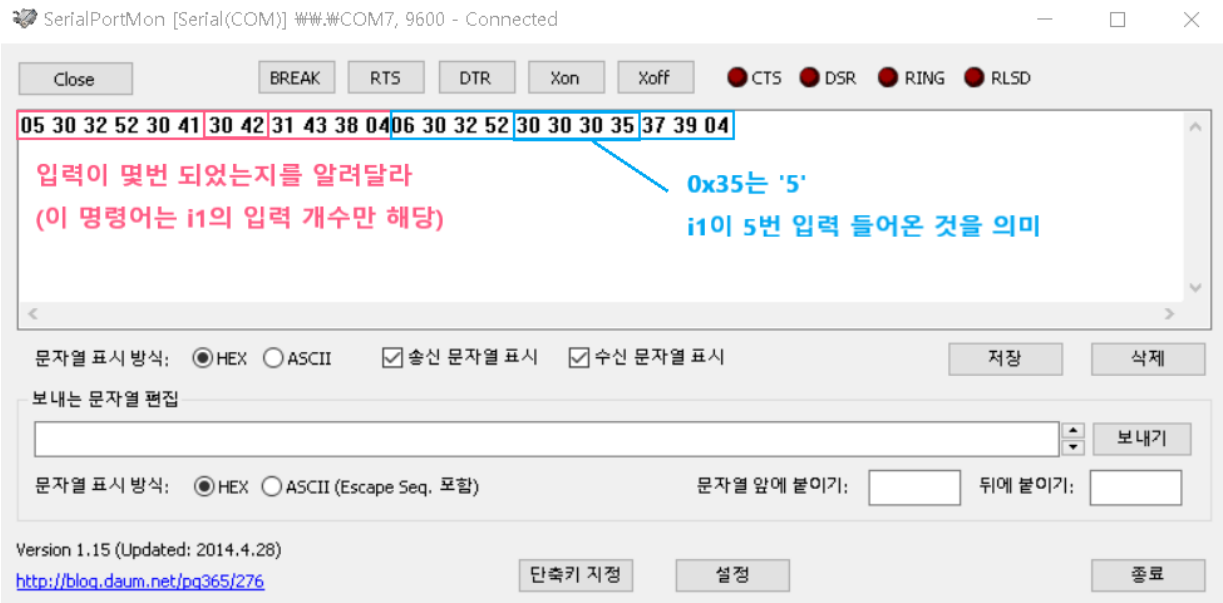 SerialPortMon [Serial(COM)] ₩₩.₩COM7, 9600 - Connected
Close BREAK RTS DTR Xon Xoff CTS DSR RING RLSD
05 30 32 52 30 41 30 42 31 43 38 04 06 30 32 52 30 30 30 35 37 39 04
입력이 몇번 되었는지를 알려달라
(이 명령어는 i1의 입력 개수만 해당)
0x35는 '5'
i1이 5번 입력 들어온 것을 의미
문자열 표시 방식: HEX ASCII 송신 문자열 표시 수신 문자열 표시 저장 삭제
보내는 문자열 편집
보내기
문자열 표시 방식: HEX ASCII (Escape Seq. 포함) 문자열 앞에 붙이기: 뒤에 붙이기:
Version 1.15 (Updated: 2014.4.28)
http://blog.daum.net/pg365/276
단축키 지정 설정 종료